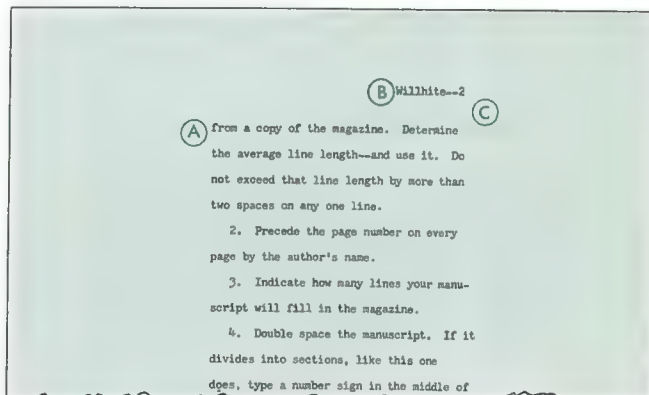 B Willhite--2
C
A from a copy of the magazine. Determine
the average line length--and use it. Do
not exceed that line length by more than
two spaces on any one line.
2. Precede the page number on every
page by the author's name.
3. Indicate how many lines your manu-
script will fill in the magazine.
4. Double space the manuscript. If it
divides into sections, like this one
does, type a number sign in the middle of